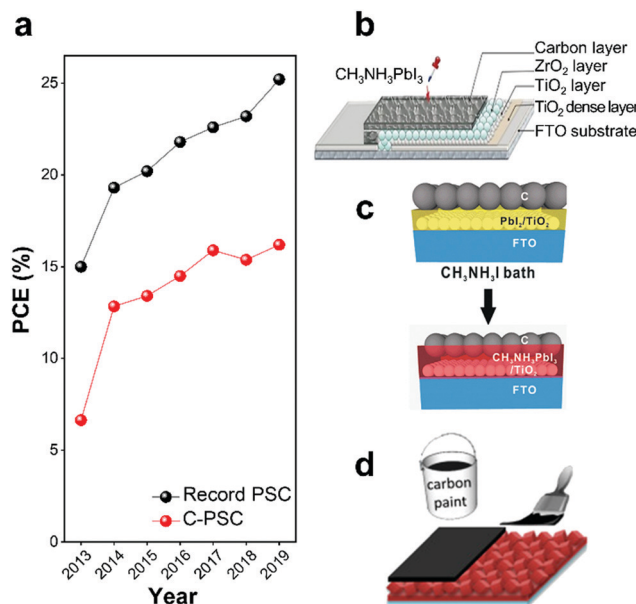 a
PCE (%)
25
20
15
10
5
0
Record PSC
C-PSC
2013
2014
2015
2016
2017
2018
2019
Year
b
CH₃NH₃PbI₃
Carbon layer
ZrO₂ layer
TiO₂ layer
TiO₂ dense layer
FTO substrate
c
C
PbI₂/TiO₂
FTO
CH₃NH₃I bath
C
CH₃NH₃PbI₃
/TiO₂
FTO
d
carbon
paint